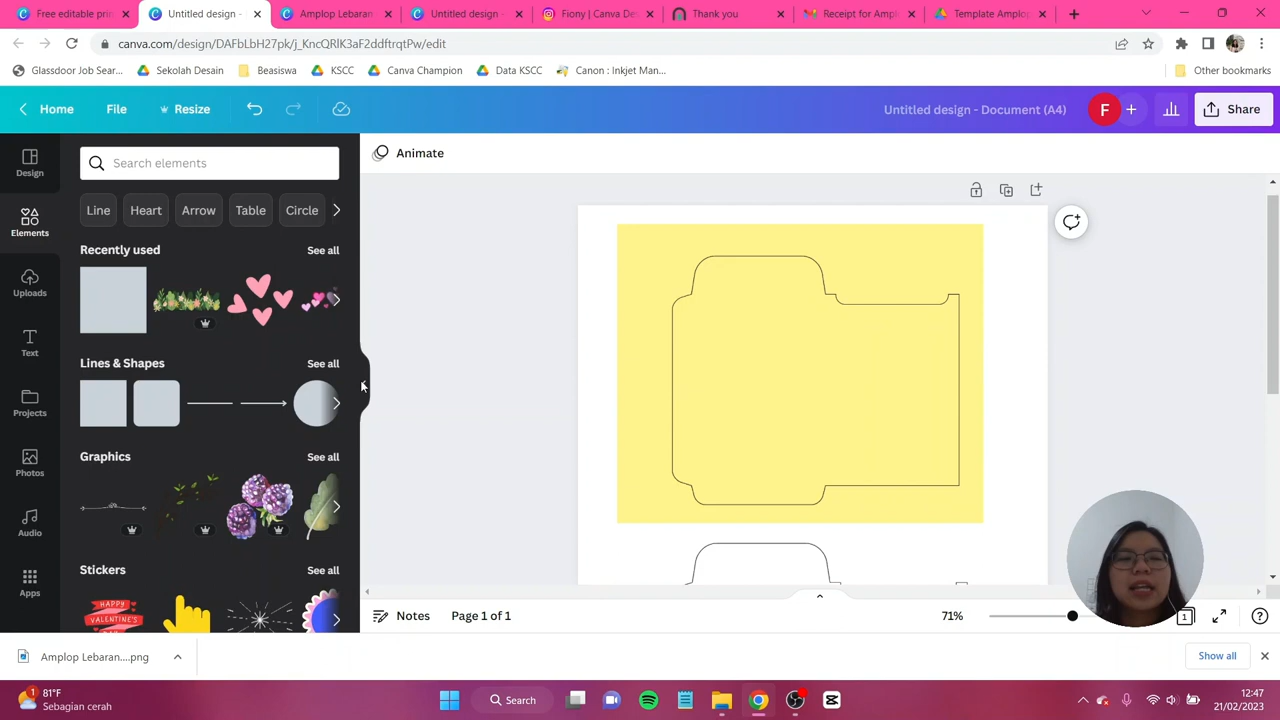 Free editable prin
Untitled design -
Amplop Lebaran
Untitled design -
Fiony | Canva De
Thank you
Receipt for Ampl
Template Amplop
canva.com/design/DAFbLbH27pk/j_KncQRlK3aF2ddftrqtPw/edit
Glassdoor Job Sear...
Sekolah Desain
Beasiswa
KSCC
Canva Champion
Data KSCC
Canon : Inkjet Man...
Other bookmarks
Home
File
Resize
Untitled design - Document (A4)
F
Share
Design
Elements
Uploads
Text
Projects
Photos
Audio
Apps
Search elements
Line
Heart
Arrow
Table
Circle
Recently used
See all
Lines & Shapes
See all
Graphics
See all
Stickers
See all
HAPPY
VALENTINE'S
DAY
Animate
Notes
Page 1 of 1
71%
1
Amplop Lebaran....png
Show all
1
81°F
Sebagian cerah
Search
12:47
21/02/2023